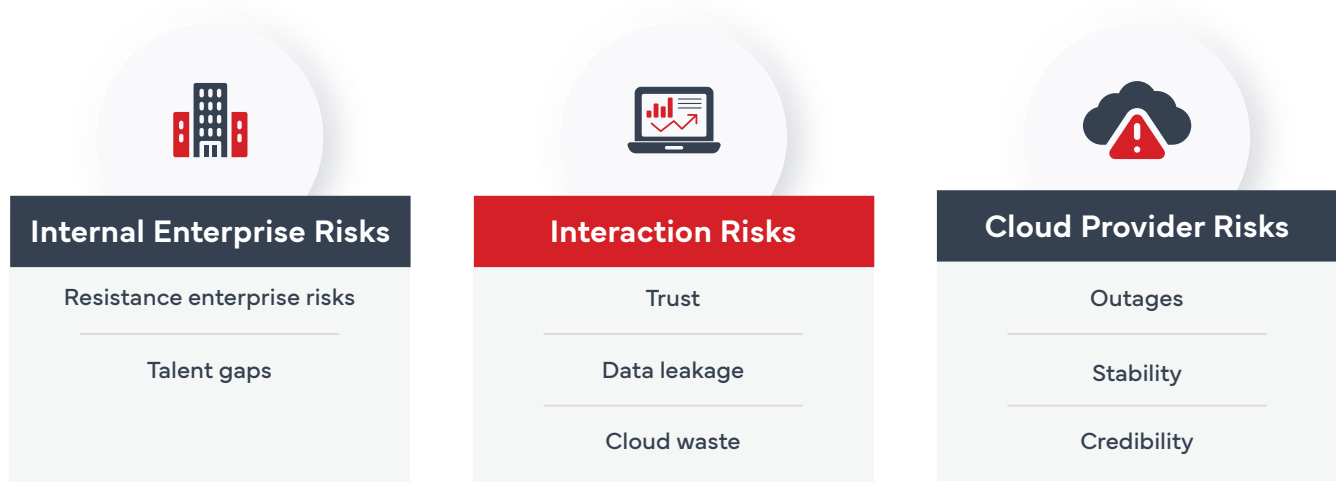 Internal Enterprise Risks
Resistance enterprise risks
Talent gaps
Interaction Risks
Trust
Data leakage
Cloud waste
Cloud Provider Risks
Outages
Stability
Credibility